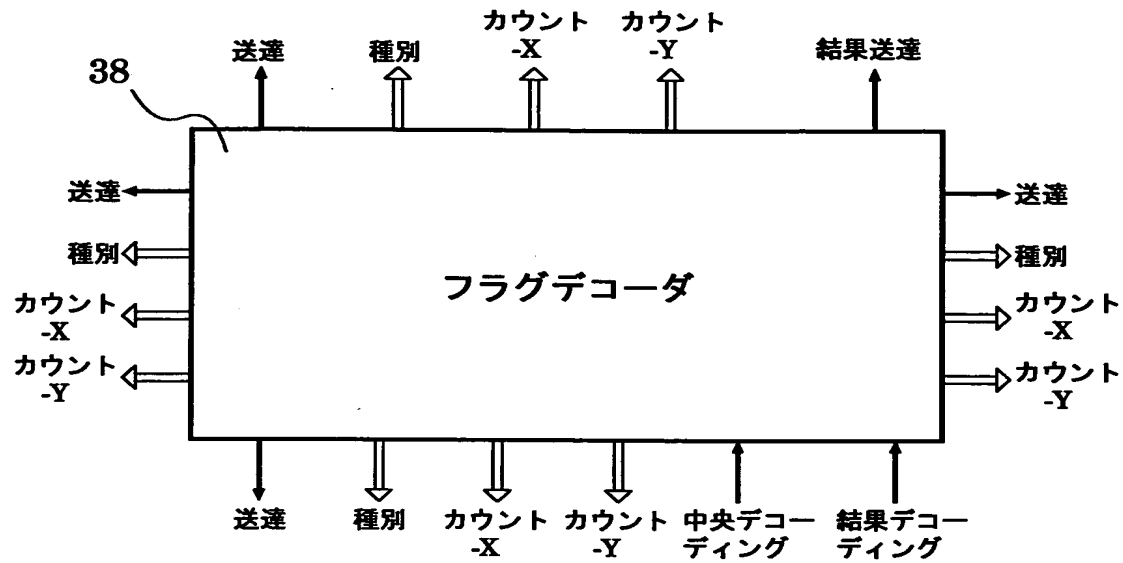 カウント カウント
送達 種別 -X -Y 結果送達
38
送達 送達
種別 種別
フラグデコーダ
カウント カウント
-X -X
カウント カウント
-Y -Y
送達 種別 カウント カウント 中央デコー 結果デコー
-X -Y ディング ディング